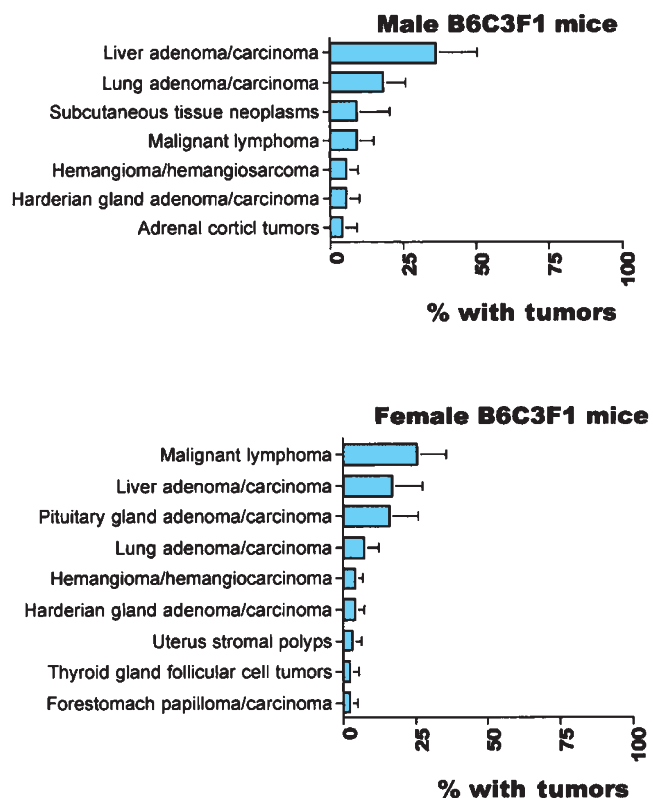 Male B6C3F1 mice
Liver adenoma/carcinoma
Lung adenoma/carcinoma
Subcutaneous tissue neoplasms
Malignant lymphoma
Hemangioma/hemangiosarcoma
Harderian gland adenoma/carcinoma
Adrenal corticl tumors
0 25 50 75 100
% with tumors
Female B6C3F1 mice
Malignant lymphoma
Liver adenoma/carcinoma
Pituitary gland adenoma/carcinoma
Lung adenoma/carcinoma
Hemangioma/hemangiocarcinoma
Harderian gland adenoma/carcinoma
Uterus stromal polyps
Thyroid gland follicular cell tumors
Forestomach papilloma/carcinoma
0 25 50 75 100
% with tumors